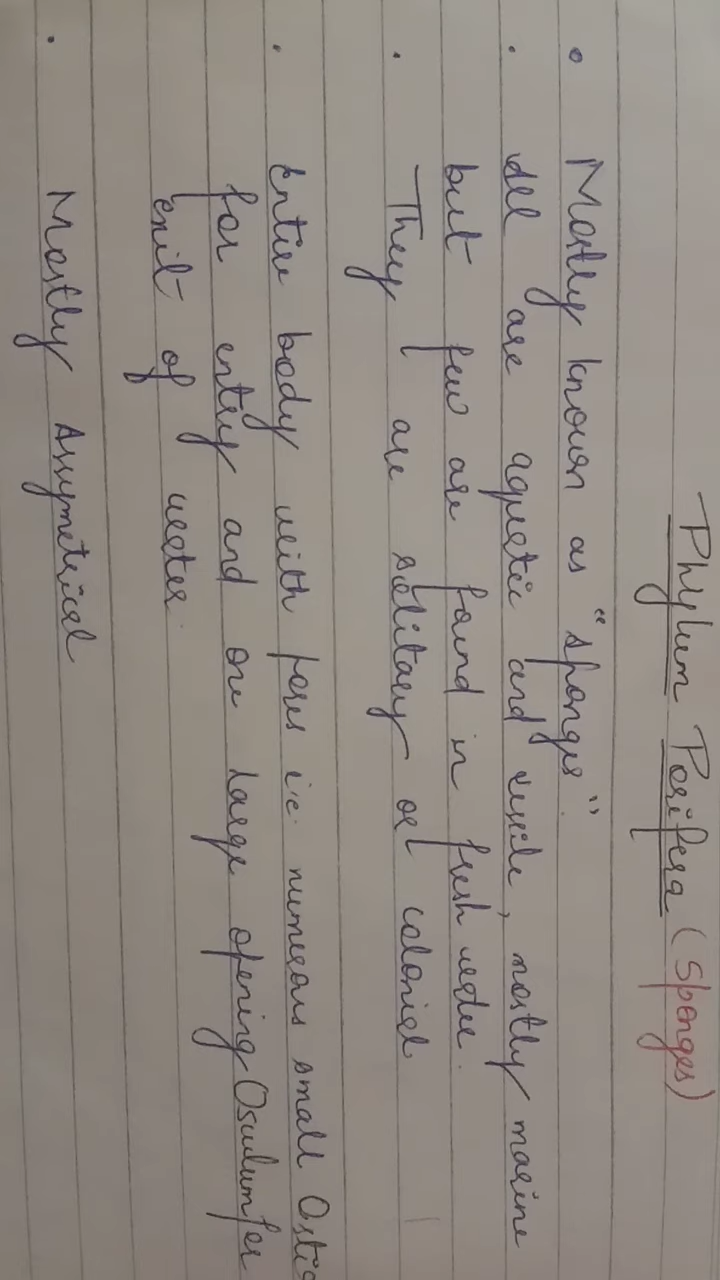 Phylum Porifera (Sponges)
Mostly known as "sponges"
All are aquatic and sessile, mostly marine
but few are found in fresh water.
They are solitary or colonial
Entire body with pores i.e. numerous small Ostia
for entry and one Large opening Osculum for
exit of water.
Mostly Assymetrical